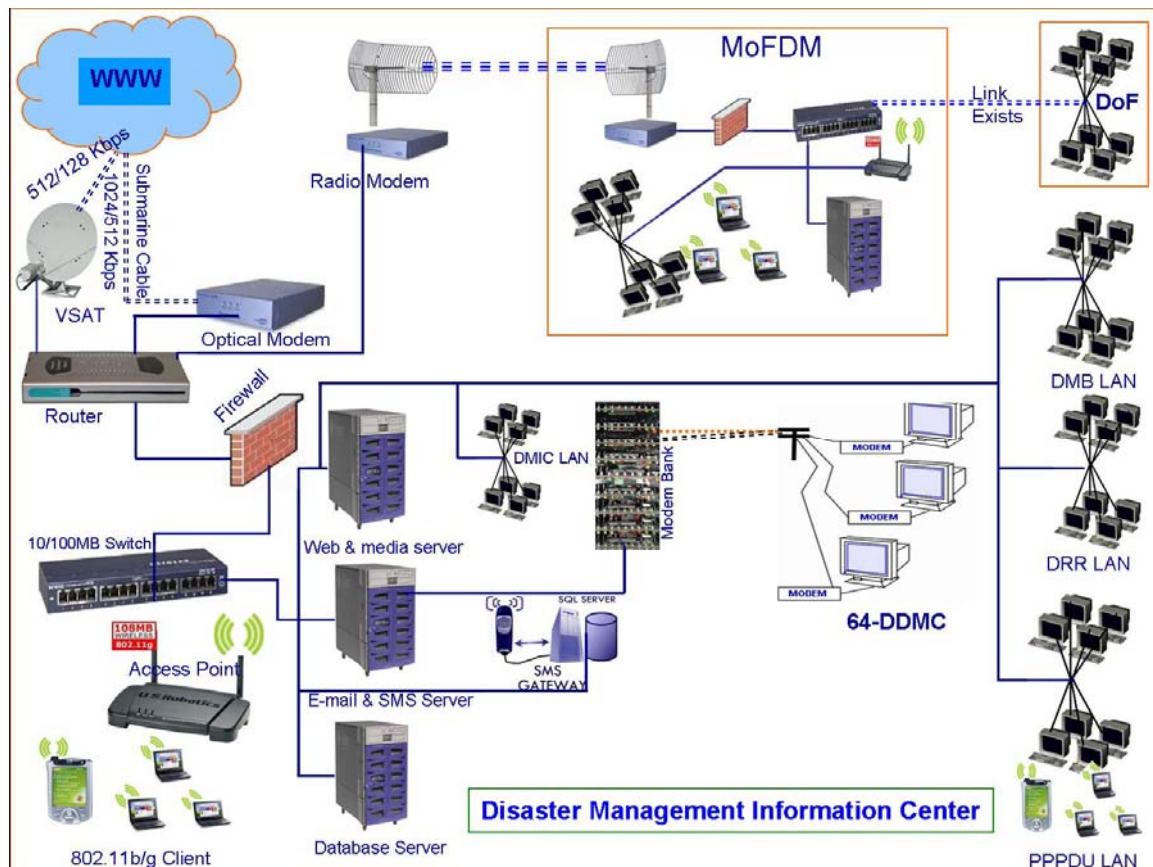 WWW
MoFDM
DoF
Link
Exists
Radio Modem
512/128 Kbps
Submarine Cable
1024/512 Kbps
VSAT
Optical Modem
Router
Firewall
DMB LAN
DMIC LAN
Modem Bank
MODEM
MODEM
MODEM
64-DDMC
DRR LAN
Web & media server
10/100MB Switch
SQL SERVER
SMS
GATEWAY
108MB
WIRELESS
802.11g
Access Point
U.S.Robotics
E-mail & SMS Server
Disaster Management Information Center
802.11b/g Client
Database Server
PPPDU LAN